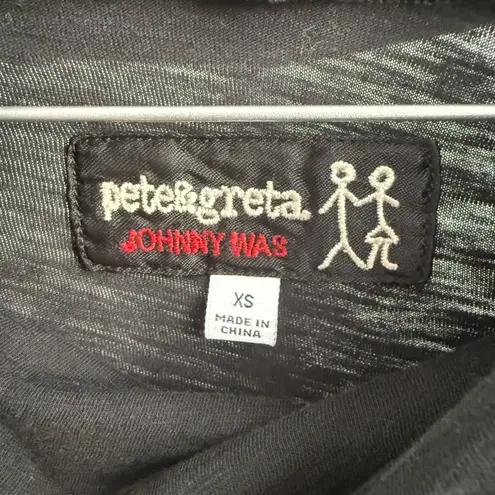 pete&greta.
JOHNNY WAS
XS
MADE IN
CHINA